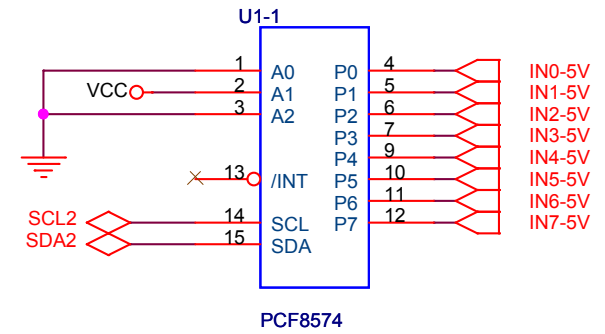 U1-1
1 A0 P0 4 IN0-5V
VCC 2 A1 P1 5 IN1-5V
3 A2 P2 6 IN2-5V
P3 7 IN3-5V
P4 9 IN4-5V
13 /INT P5 10 IN5-5V
P6 11 IN6-5V
SCL2 14 SCL P7 12 IN7-5V
SDA2 15 SDA
PCF8574